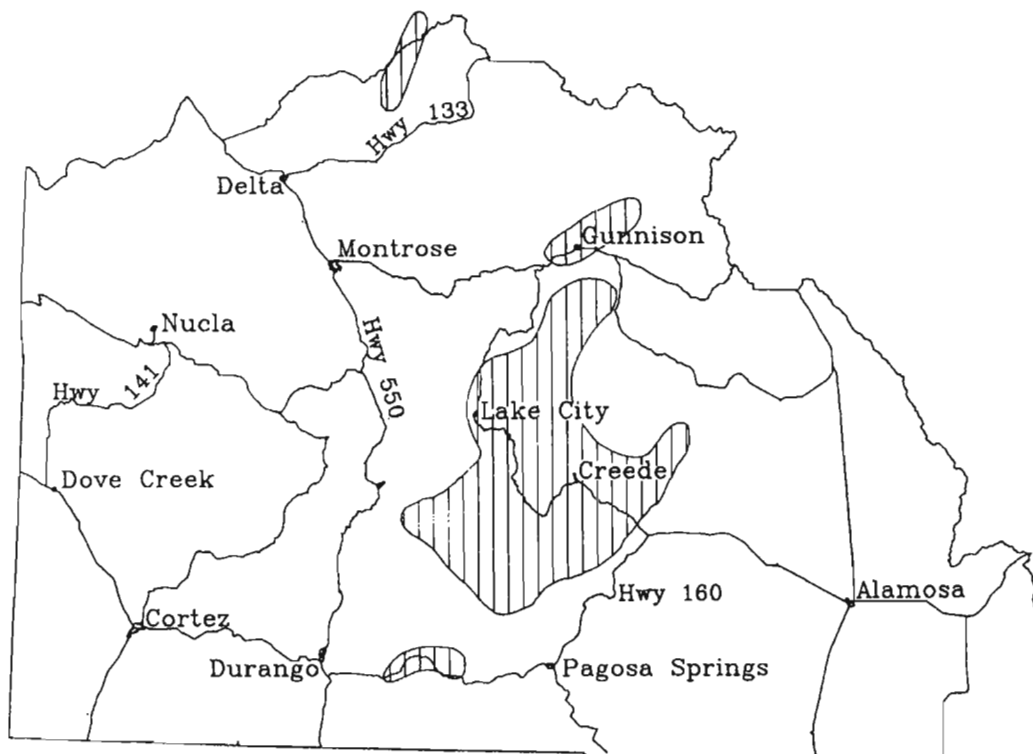 Hwy 133
Delta
Gunnison
Montrose
Nucla
Hwy 550
Hwy 141
Lake City
Creede
Dove Creek
Hwy 160
Alamosa
Cortez
Durango
Pagosa Springs